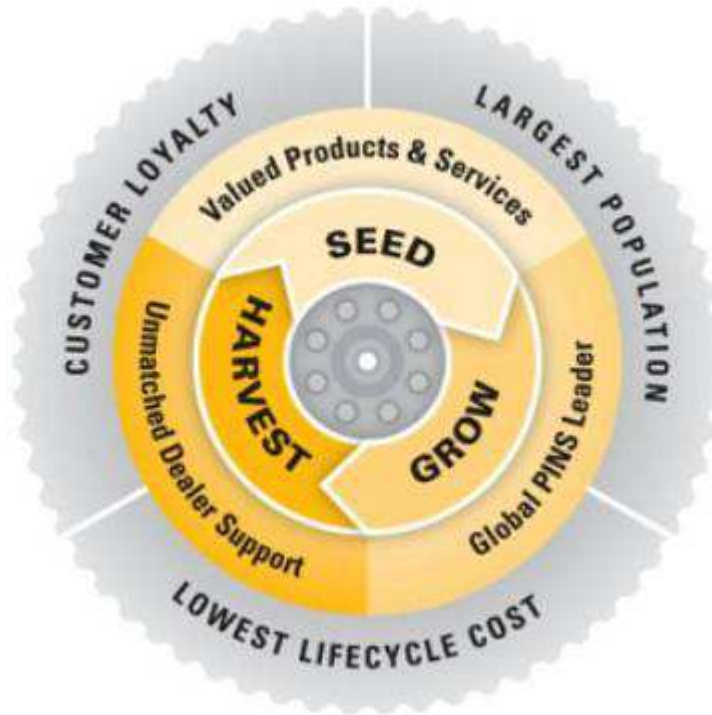 CUSTOMER LOYALTY
LARGEST POPULATION
LOWEST LIFECYCLE COST
Valued Products & Services
Global PINS Leader
Unmatched Dealer Support
SEED
GROW
HARVEST